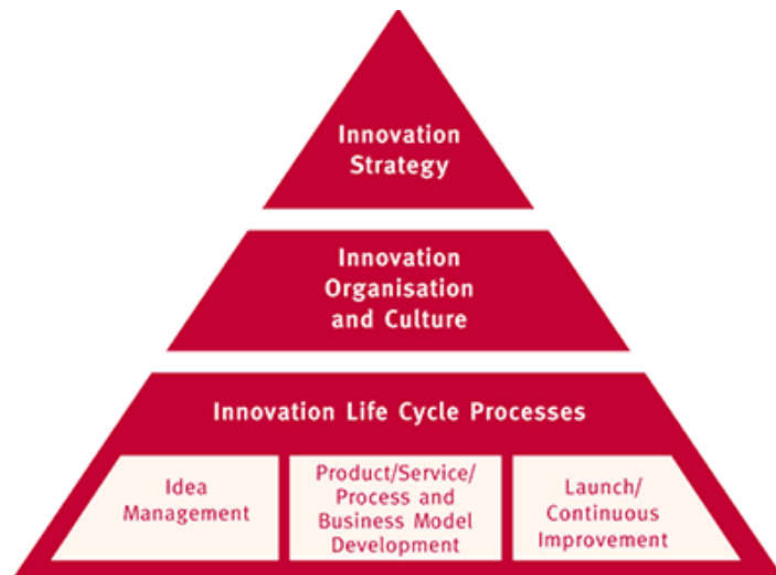 Innovation
Strategy
Innovation
Organisation
and Culture
Innovation Life Cycle Processes
Idea
Management
Product/Service/
Process and
Business Model
Development
Launch/
Continuous
Improvement